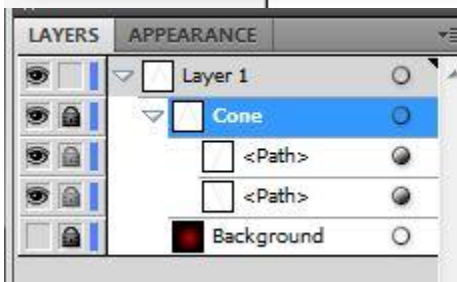 LAYERS APPEARANCE
Layer 1
Cone
<Path>
<Path>
Background